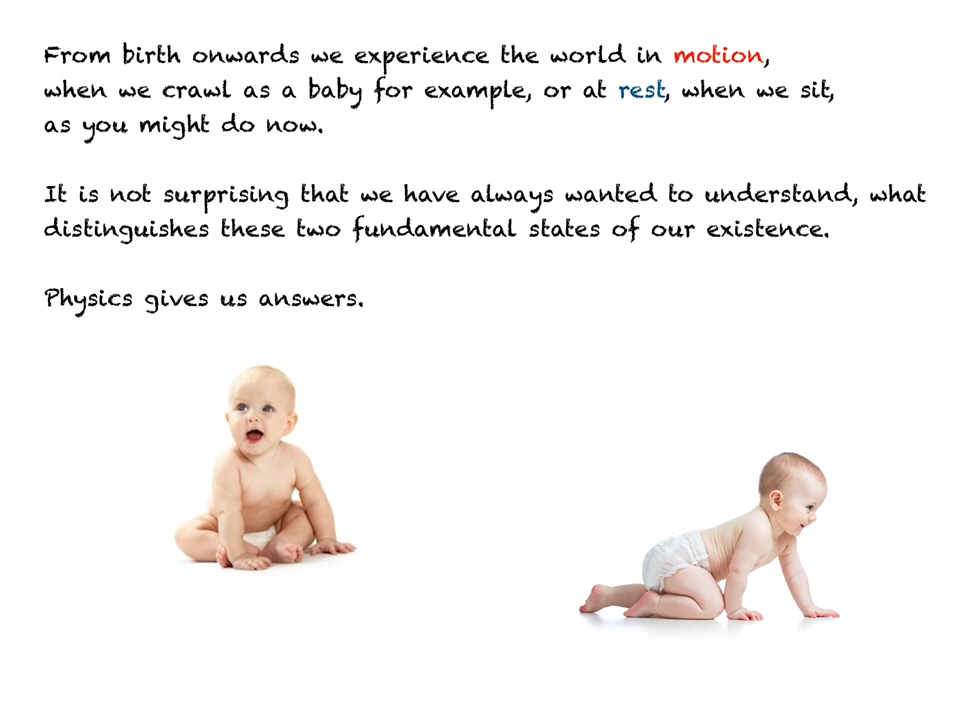 From birth onwards we experience the world in motion,
when we crawl as a baby for example, or at rest, when we sit,
as you might do now.
It is not surprising that we have always wanted to understand, what
distinguishes these two fundamental states of our existence.
Physics gives us answers.